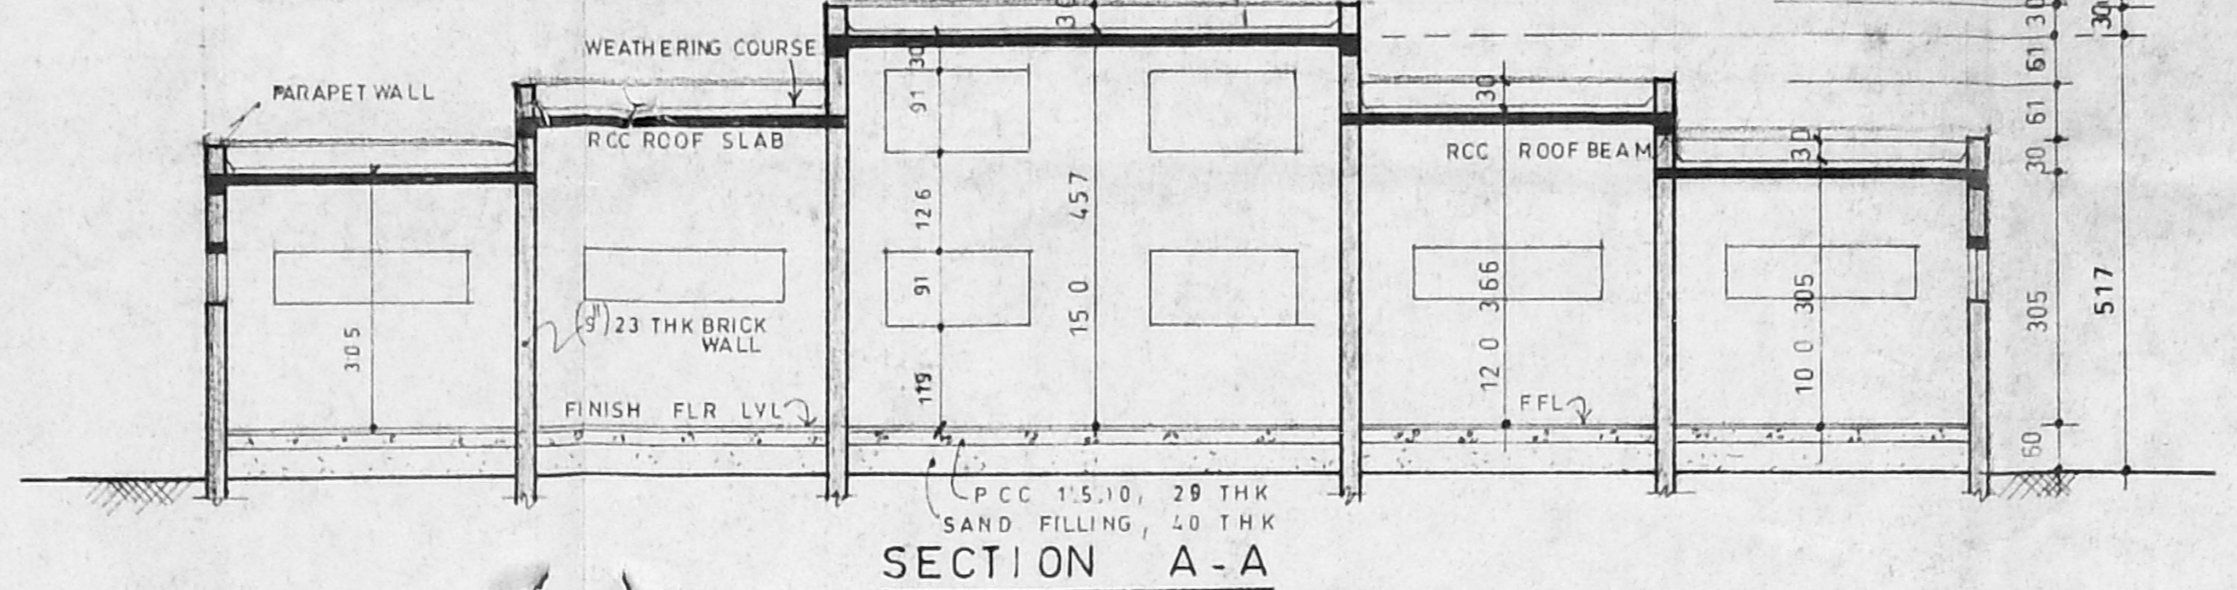 30
30
30
WEATHERING COURSE
30
61
PARAPET WALL
91
30
61
RCC ROOF SLAB
RCC ROOF BEAM
30
30
126
457
91
15.0
366
305
305
517
(9") 23 THK BRICK
WALL
305
119
12 0
10 0
FINISH FLR LVL
FFL
60
PCC 1:5:10, 29 THK
SAND FILLING, 40 THK
SECTION A-A